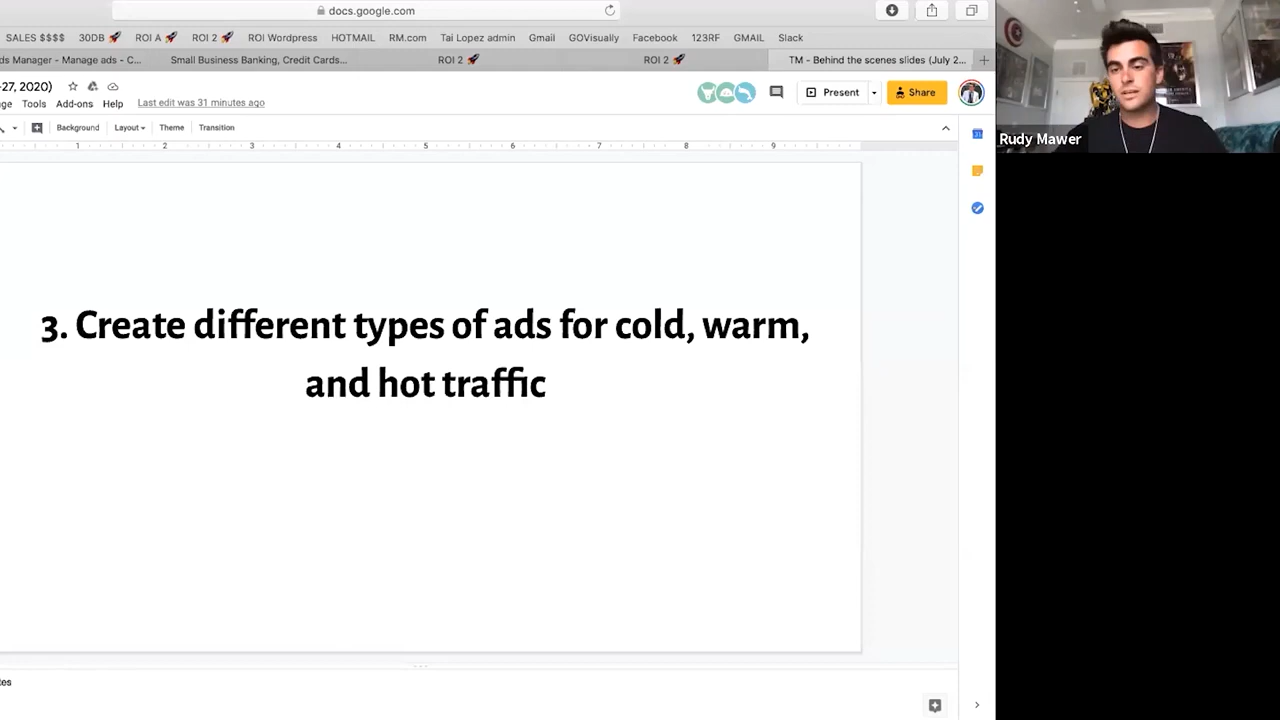 docs.google.com
SALES $$$$ 30DB 🚀 ROI A 🚀 ROI 2 🚀 ROI Wordpress HOTMAIL RM.com Tai Lopez admin Gmail GOVisually Facebook 123RF GMAIL Slack
ds Manager - Manage ads - C... Small Business Banking, Credit Cards... ROI 2 🚀 ROI 2 🚀 TM - Behind the scenes slides (July 2...
-27, 2020)
ge Tools Add-ons Help Last edit was 31 minutes ago
Present Share
Background Layout Theme Transition
1 2 3 4 5 6 7 8 9
31
Rudy Mawer
3. Create different types of ads for cold, warm,
and hot traffic
tes